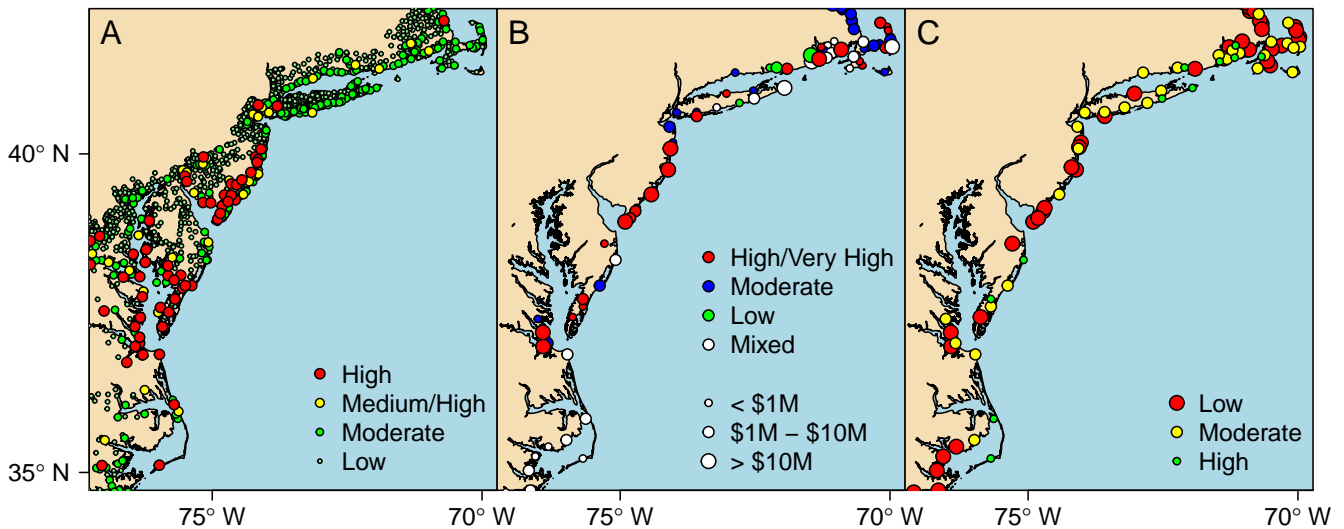 A
B
C
40° N
35° N
High
Medium/High
Moderate
Low
High/Very High
Moderate
Low
Mixed
< $1M
$1M – $10M
> $10M
Low
Moderate
High
75° W
70° W
75° W
70° W
75° W
70° W